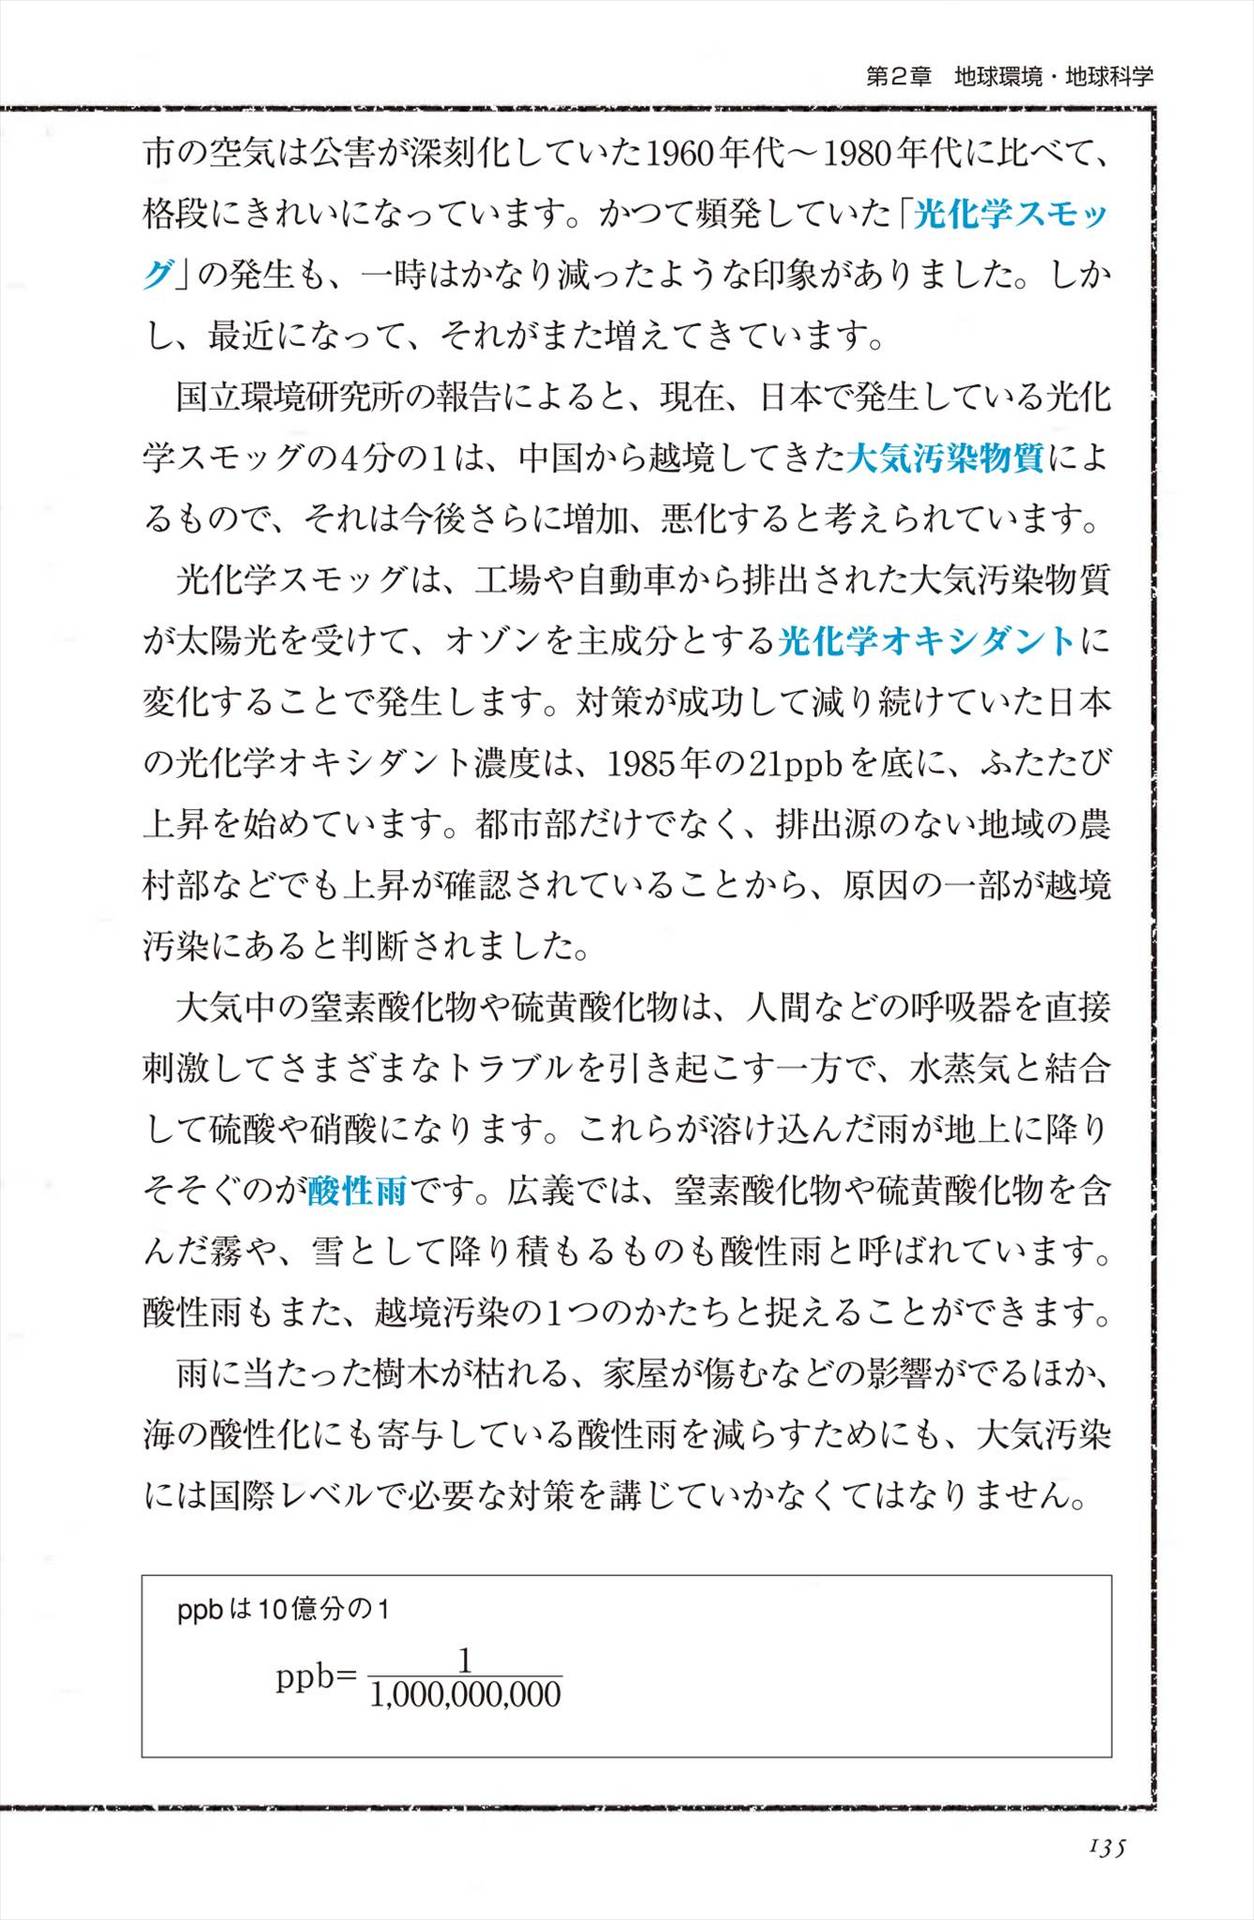 第2章　地球環境・地球科学
市の空気は公害が深刻化していた1960年代〜1980年代に比べて、
格段にきれいになっています。かつて頻発していた「光化学スモッ
グ」の発生も、一時はかなり減ったような印象がありました。しか
し、最近になって、それがまた増えてきています。
　国立環境研究所の報告によると、現在、日本で発生している光化
学スモッグの4分の1は、中国から越境してきた大気汚染物質によ
るもので、それは今後さらに増加、悪化すると考えられています。
　光化学スモッグは、工場や自動車から排出された大気汚染物質
が太陽光を受けて、オゾンを主成分とする光化学オキシダントに
変化することで発生します。対策が成功して減り続けていた日本
の光化学オキシダント濃度は、1985年の21ppbを底に、ふたたび
上昇を始めています。都市部だけでなく、排出源のない地域の農
村部などでも上昇が確認されていることから、原因の一部が越境
汚染にあると判断されました。
　大気中の窒素酸化物や硫黄酸化物は、人間などの呼吸器を直接
刺激してさまざまなトラブルを引き起こす一方で、水蒸気と結合
して硫酸や硝酸になります。これらが溶け込んだ雨が地上に降り
そそぐのが酸性雨です。広義では、窒素酸化物や硫黄酸化物を含
んだ霧や、雪として降り積もるものも酸性雨と呼ばれています。
酸性雨もまた、越境汚染の1つのかたちと捉えることができます。
　雨に当たった樹木が枯れる、家屋が傷むなどの影響がでるほか、
海の酸性化にも寄与している酸性雨を減らすためにも、大気汚染
には国際レベルで必要な対策を講じていかなくてはなりません。
ppbは10億分の1
ppb= 1
1,000,000,000
135